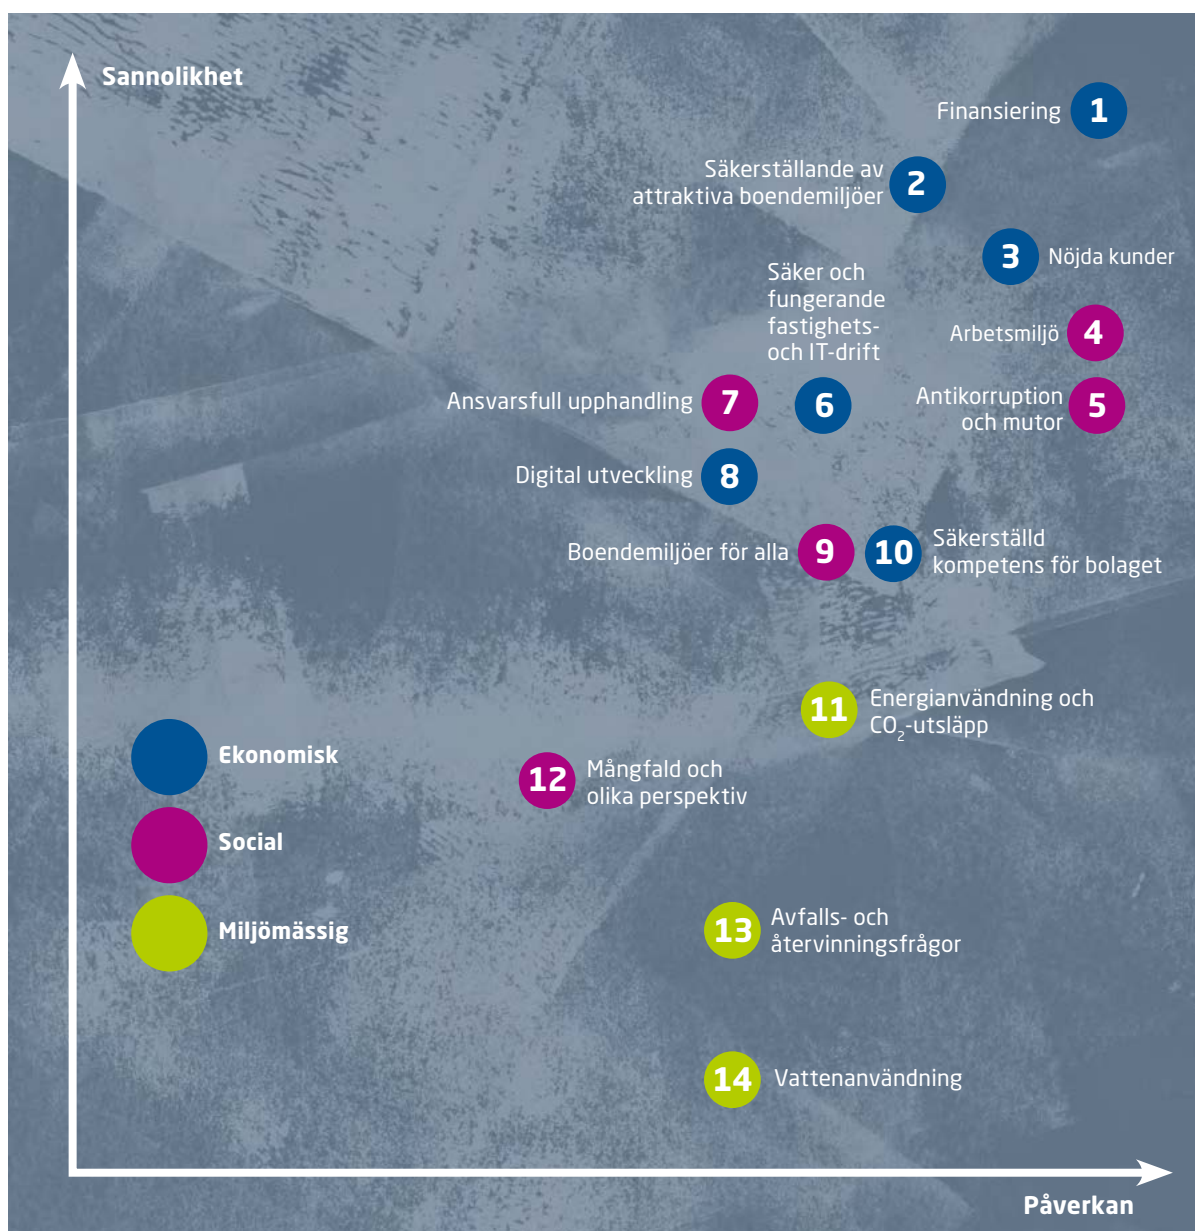 Sannolikhet
Finansiering
1
Säkerställande av
attraktiva boendemiljöer
2
3
Nöjda kunder
Säker och
fungerande
fastighets-
och IT-drift
6
Arbetsmiljö
4
Ansvarsfull upphandling
7
Antikorruption
och mutor
5
Digital utveckling
8
Boendemiljöer för alla
9
10
Säkerställd
kompetens för bolaget
11
Energianvändning och
CO₂-utsläpp
12
Mångfald och
olika perspektiv
Ekonomisk
Social
Miljömässig
13
Avfalls- och
återvinningsfrågor
14
Vattenanvändning
Påverkan